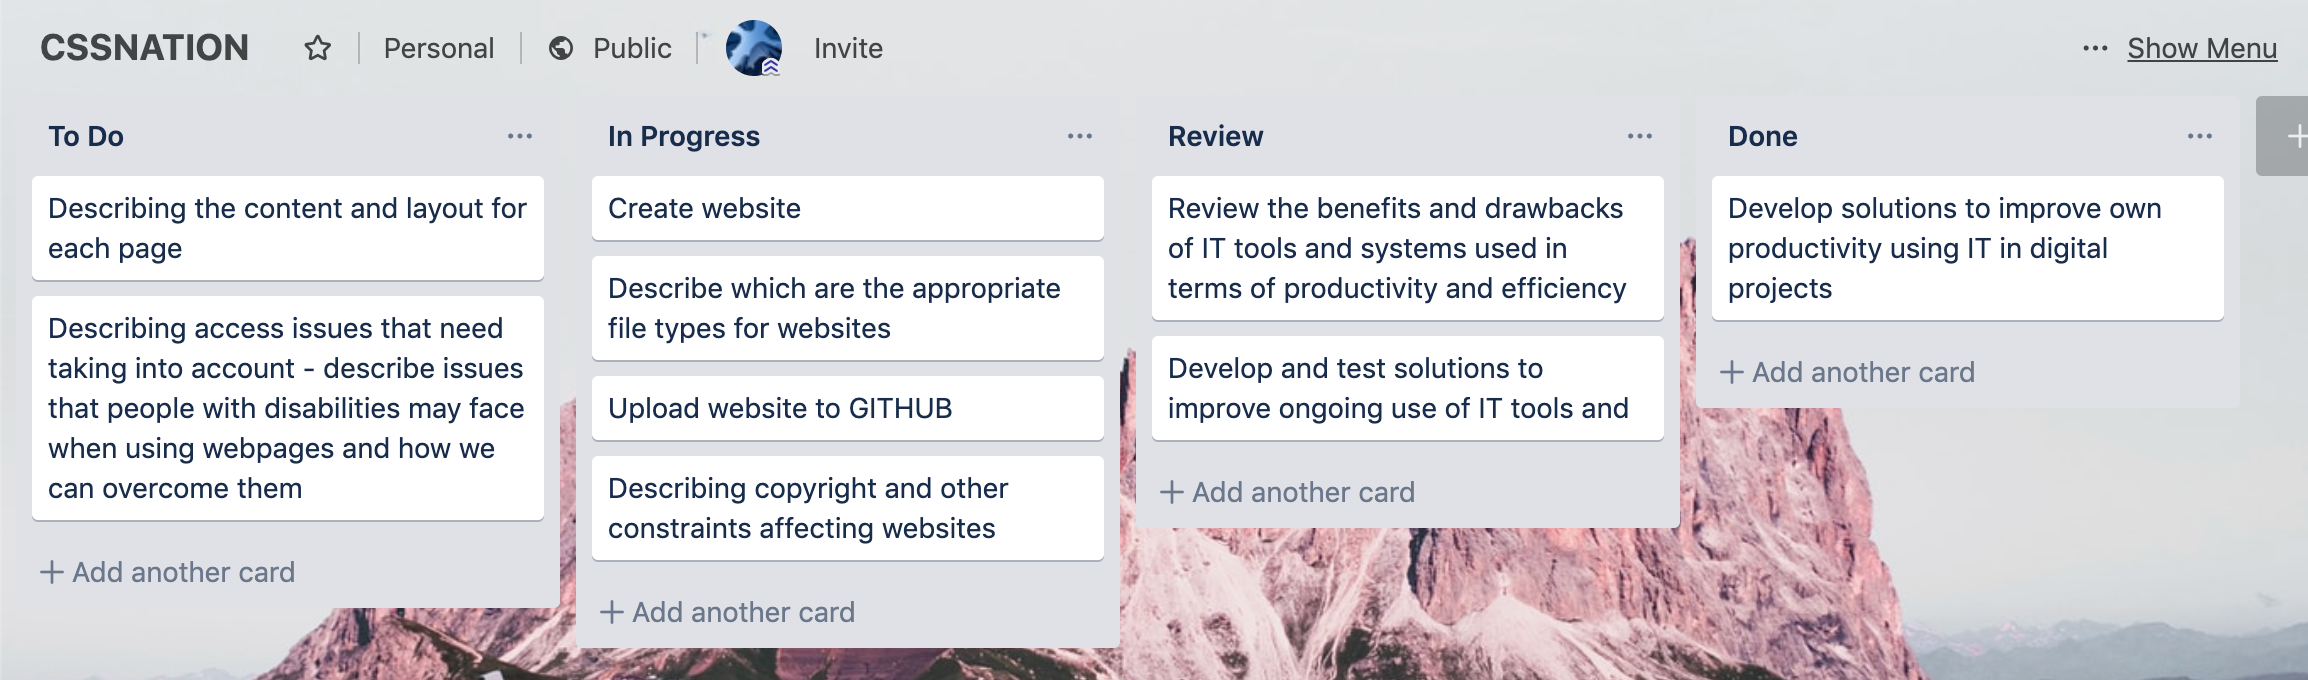 CSSNATION
Personal
Public
Invite
Show Menu
To Do
Describing the content and layout for
each page
Describing access issues that need
taking into account - describe issues
that people with disabilities may face
when using webpages and how we
can overcome them
+ Add another card
In Progress
Create website
Describe which are the appropriate
file types for websites
Upload website to GITHUB
Describing copyright and other
constraints affecting websites
+ Add another card
Review
Review the benefits and drawbacks
of IT tools and systems used in
terms of productivity and efficiency
Develop and test solutions to
improve ongoing use of IT tools and
+ Add another card
Done
Develop solutions to improve own
productivity using IT in digital
projects
+ Add another card